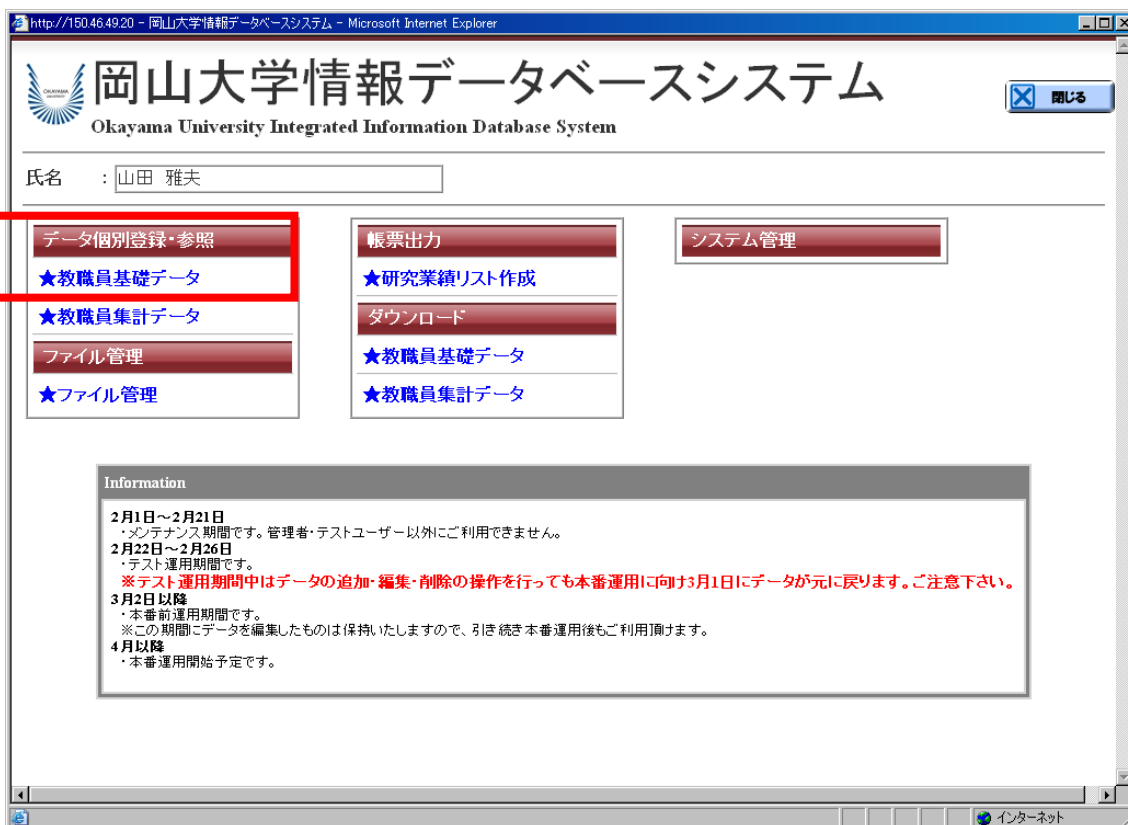 http://150.46.49.20 - 岡山大学情報データベースシステム - Microsoft Internet Explorer
岡山大学情報データベースシステム
Okayama University Integrated Information Database System
閉じる
氏名 : 山田 雅夫
データ個別登録・参照
★教職員基礎データ
★教職員集計データ
ファイル管理
★ファイル管理
帳票出力
★研究業績リスト作成
ダウンロード
★教職員基礎データ
★教職員集計データ
システム管理
Information
2月1日～2月21日
・メンテナンス期間です。管理者・テストユーザー以外にご利用できません。
2月22日～2月26日
・テスト運用期間です。
※テスト運用期間中はデータの追加・編集・削除の操作を行っても本番運用に向け3月1日にデータが元に戻ります。ご注意下さい。
3月2日以降
・本番前運用期間です。
※この期間にデータを編集したものは保持いたしますので、引き続き本番運用後もご利用頂けます。
4月以降
・本番運用開始予定です。
インターネット